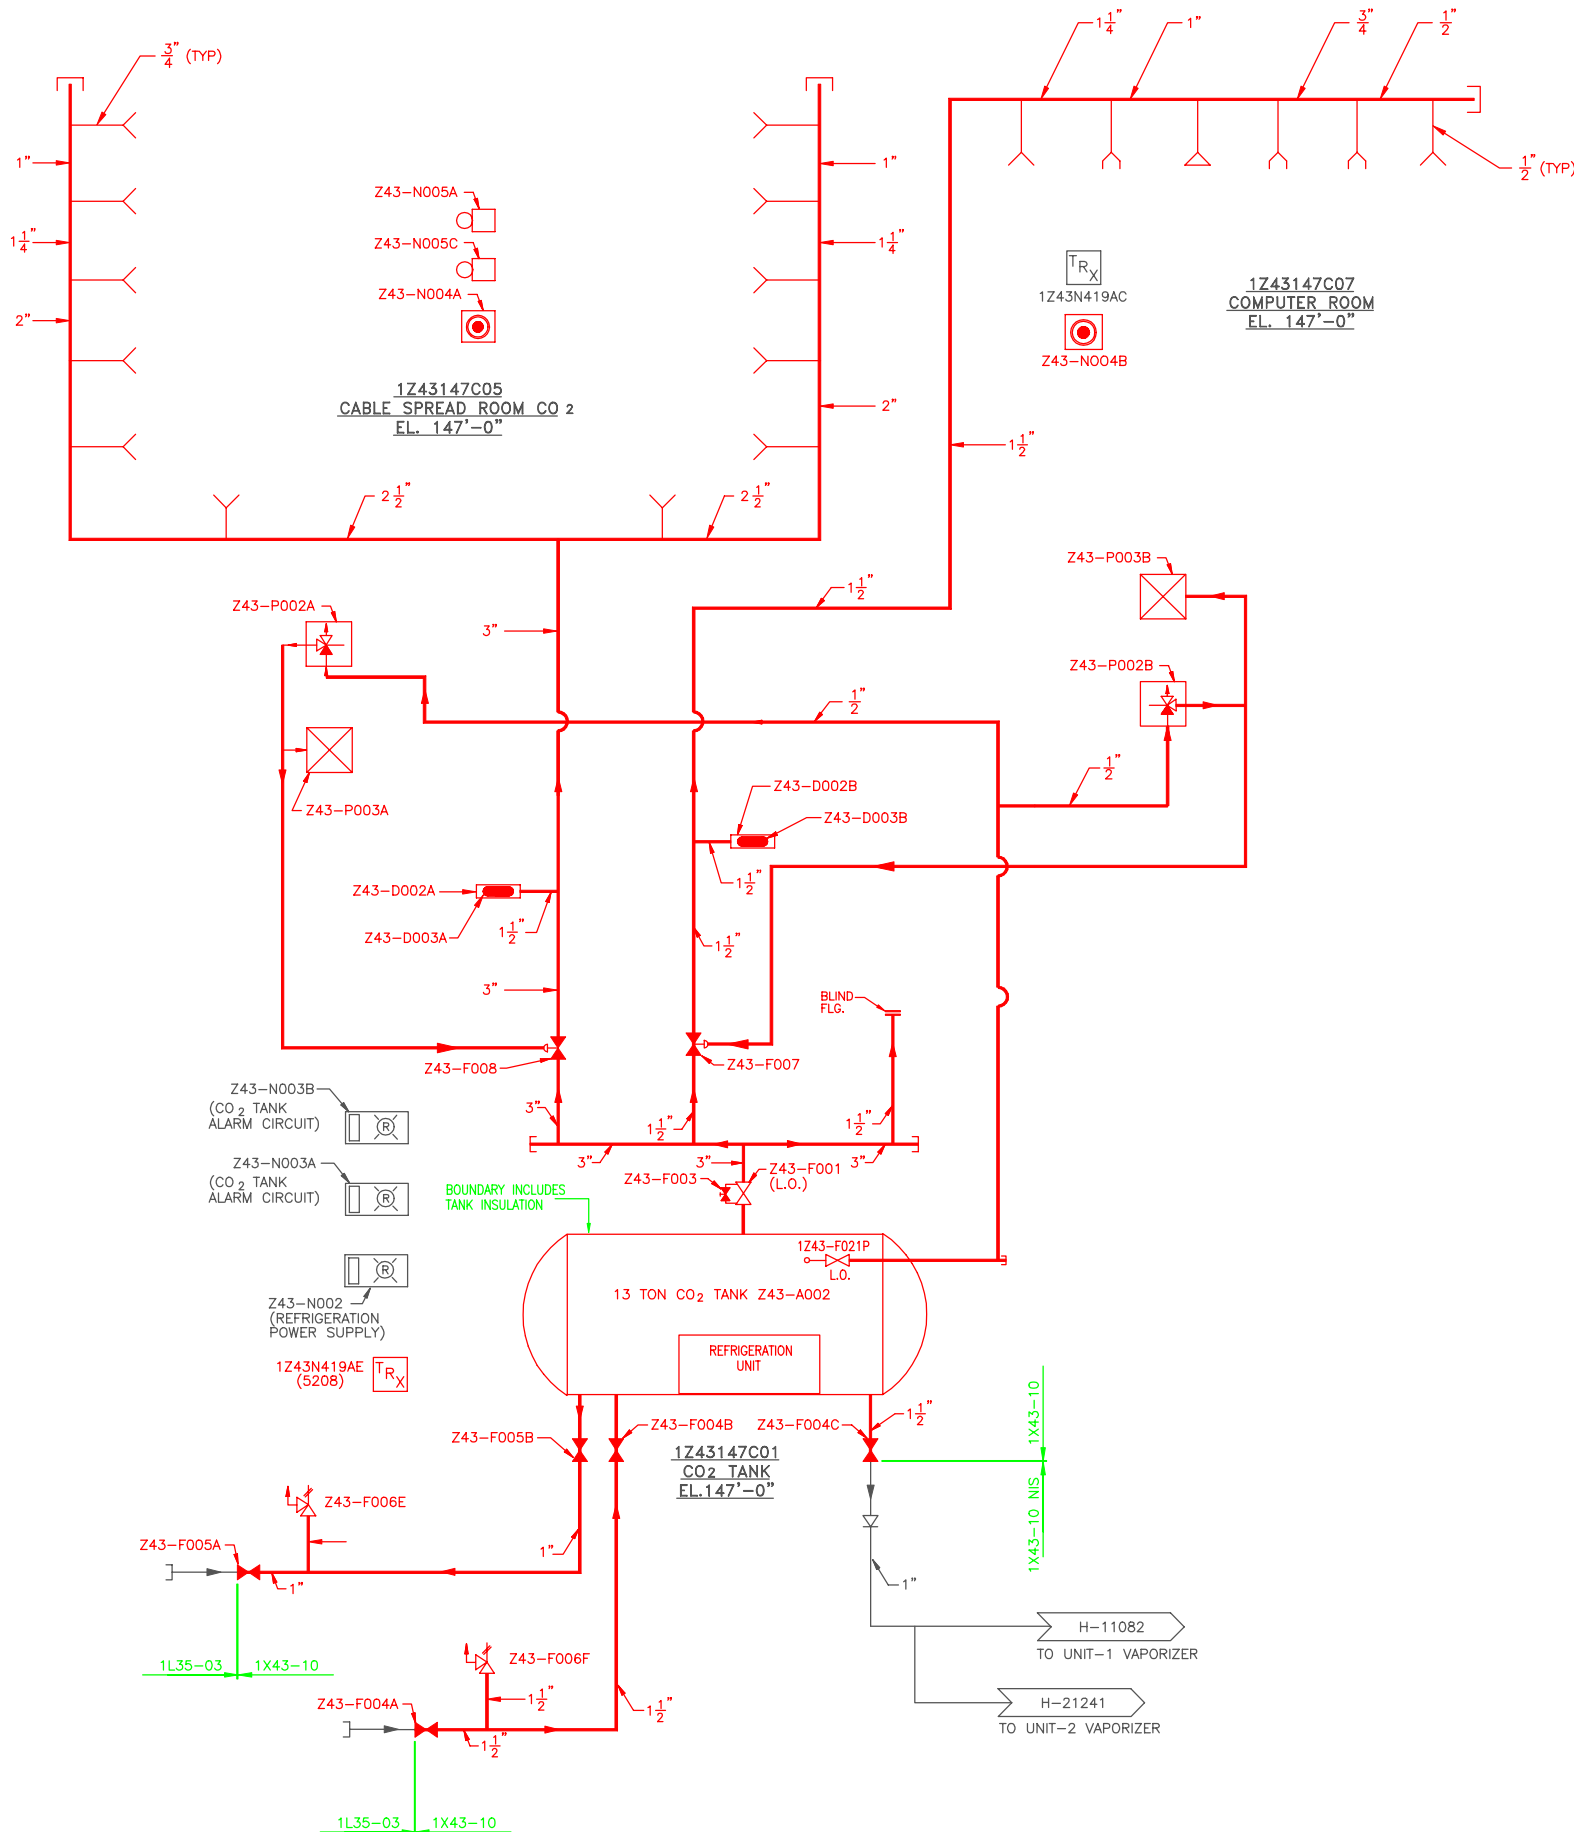 3/4" (TYP)
1 1/4"
1"
3/4"
1/2"
1/2" (TYP)
1"
1 1/4"
2"
Z43-N005A
Z43-N005C
Z43-N004A
1Z43147C05
CABLE SPREAD ROOM CO 2
EL. 147'-0"
1"
1 1/4"
2"
TRX
1Z43N419AC
Z43-N004B
1Z43147C07
COMPUTER ROOM
EL. 147'-0"
1 1/2"
2 1/2"
2 1/2"
Z43-P002A
3"
1 1/2"
Z43-P003B
Z43-P002B
1/2"
1/2"
Z43-P003A
Z43-D002B
Z43-D003B
1 1/2"
Z43-D002A
Z43-D003A
1 1/2"
1 1/2"
3"
BLIND
FLG.
Z43-F008
Z43-F007
3"
1 1/2"
1 1/2"
3"
3"
3"
Z43-N003B
(CO2 TANK
ALARM CIRCUIT)
R
Z43-N003A
(CO2 TANK
ALARM CIRCUIT)
R
Z43-F003
Z43-F001
(L.O.)
BOUNDARY INCLUDES
TANK INSULATION
R
Z43-N002
(REFRIGERATION
POWER SUPPLY)
1Z43-F021P
L.O.
13 TON CO2 TANK Z43-A002
REFRIGERATION
UNIT
1Z43N419AE
(5208)
TRX
Z43-F005B
Z43-F004B
Z43-F004C
1 1/2"
1Z43147C01
CO2 TANK
EL.147'-0"
1X43-10
1X43-10 NIS
Z43-F006E
Z43-F005A
1"
1"
1"
1L35-03
1X43-10
Z43-F006F
1 1/2"
1 1/2"
Z43-F004A
1 1/2"
1L35-03
1X43-10
H-11082
TO UNIT-1 VAPORIZER
H-21241
TO UNIT-2 VAPORIZER